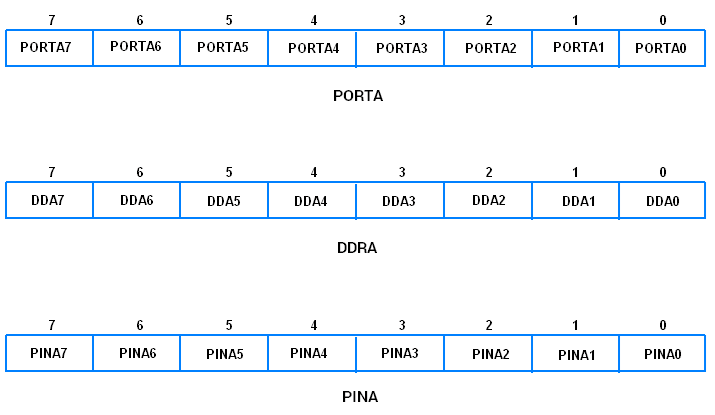 7 6 5 4 3 2 1 0
PORTA7 PORTA6 PORTA5 PORTA4 PORTA3 PORTA2 PORTA1 PORTA0
PORTA
7 6 5 4 3 2 1 0
DDA7 DDA6 DDA5 DDA4 DDA3 DDA2 DDA1 DDA0
DDRA
7 6 5 4 3 2 1 0
PINA7 PINA6 PINA5 PINA4 PINA3 PINA2 PINA1 PINA0
PINA